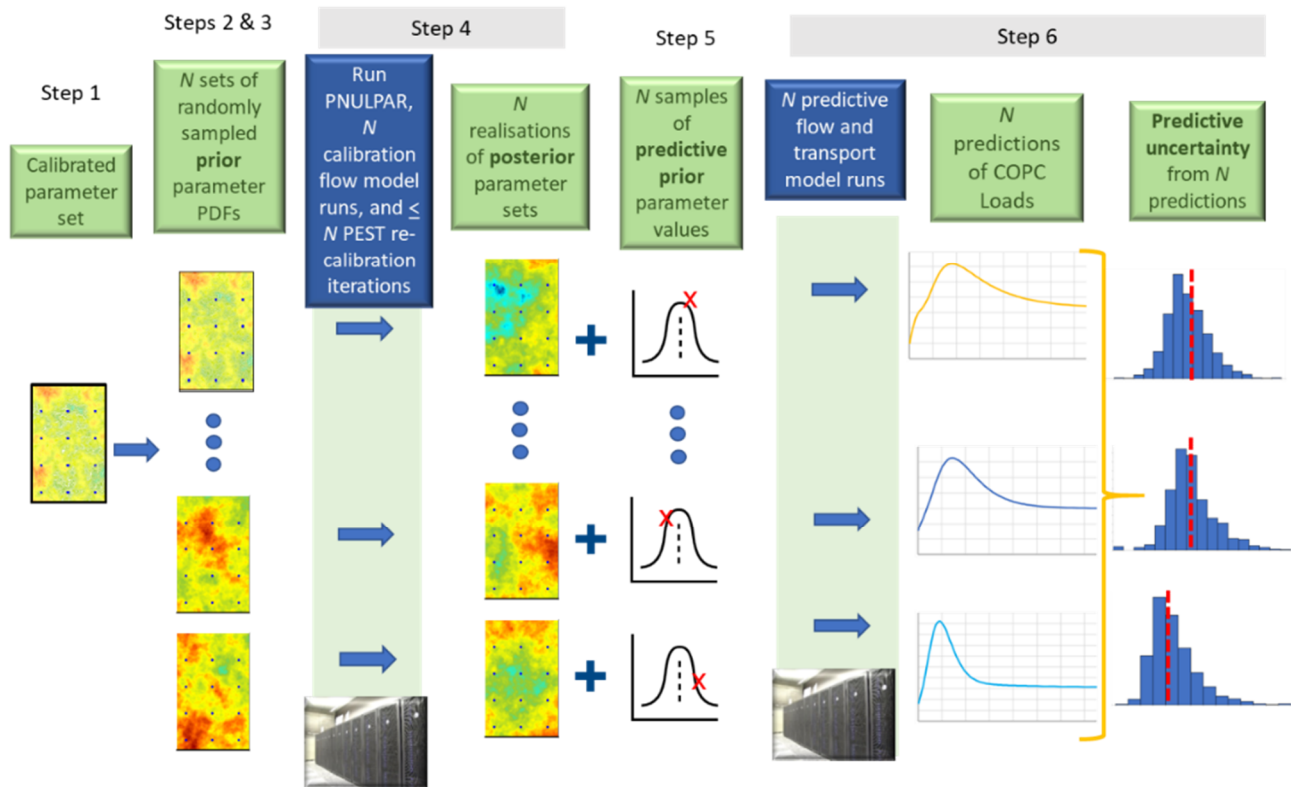 Step 1
Calibrated
parameter
set
Steps 2 & 3
N sets of
randomly
sampled
prior
parameter
PDFs
Step 4
Run
PNULPAR,
N
calibration
flow model
runs, and <
N PEST re-
calibration
iterations
N
realisations
of posterior
parameter
sets
Step 5
N samples
of
predictive
prior
parameter
values
X
X
X
Step 6
N predictive
flow and
transport
model runs
N
predictions
of COPC
Loads
Predictive
uncertainty
from N
predictions